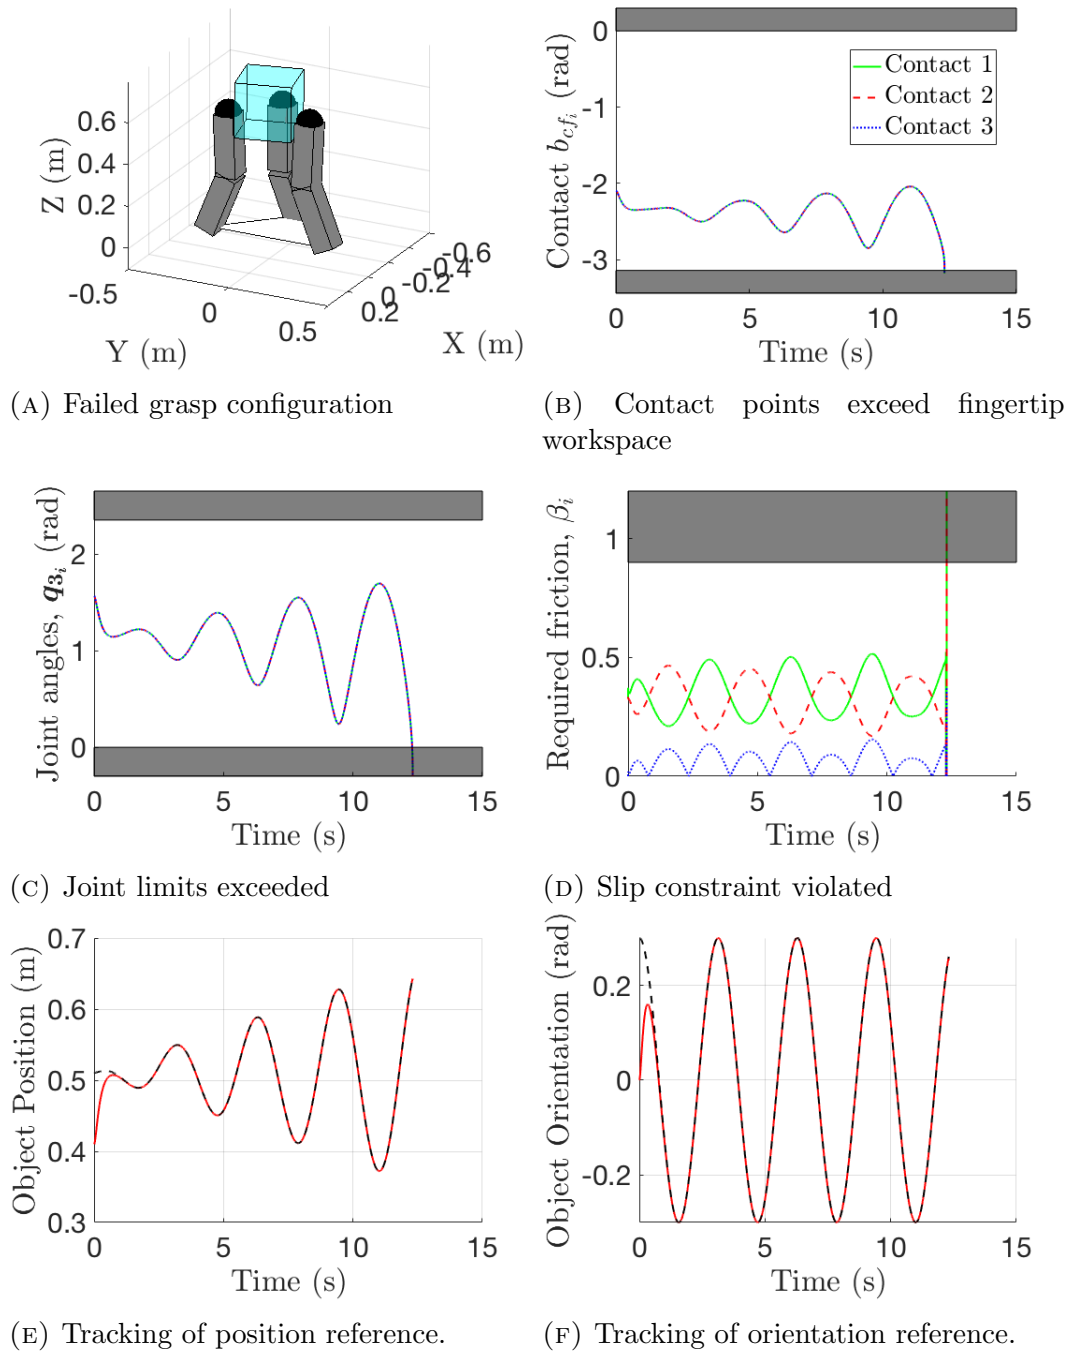 0.6
0.4
0.2
0
Z (m)
-0.5
0
0.5
Y (m)
-0.6
-0.4
-0.2
0
0.2
X (m)
(A) Failed grasp configuration
0
-1
-2
-3
Contact b_{cf_i} (rad)
Contact 1
Contact 2
Contact 3
0 5 10 15
Time (s)
(B) Contact points exceed fingertip
workspace
2
1
0
Joint angles, q_{3_i} (rad)
0 5 10 15
Time (s)
(C) Joint limits exceeded
1
0.5
0
Required friction, β_i
0 5 10 15
Time (s)
(D) Slip constraint violated
0.7
0.6
0.5
0.4
0.3
Object Position (m)
0 5 10 15
Time (s)
(E) Tracking of position reference.
0.2
0
-0.2
Object Orientation (rad)
0 5 10 15
Time (s)
(F) Tracking of orientation reference.